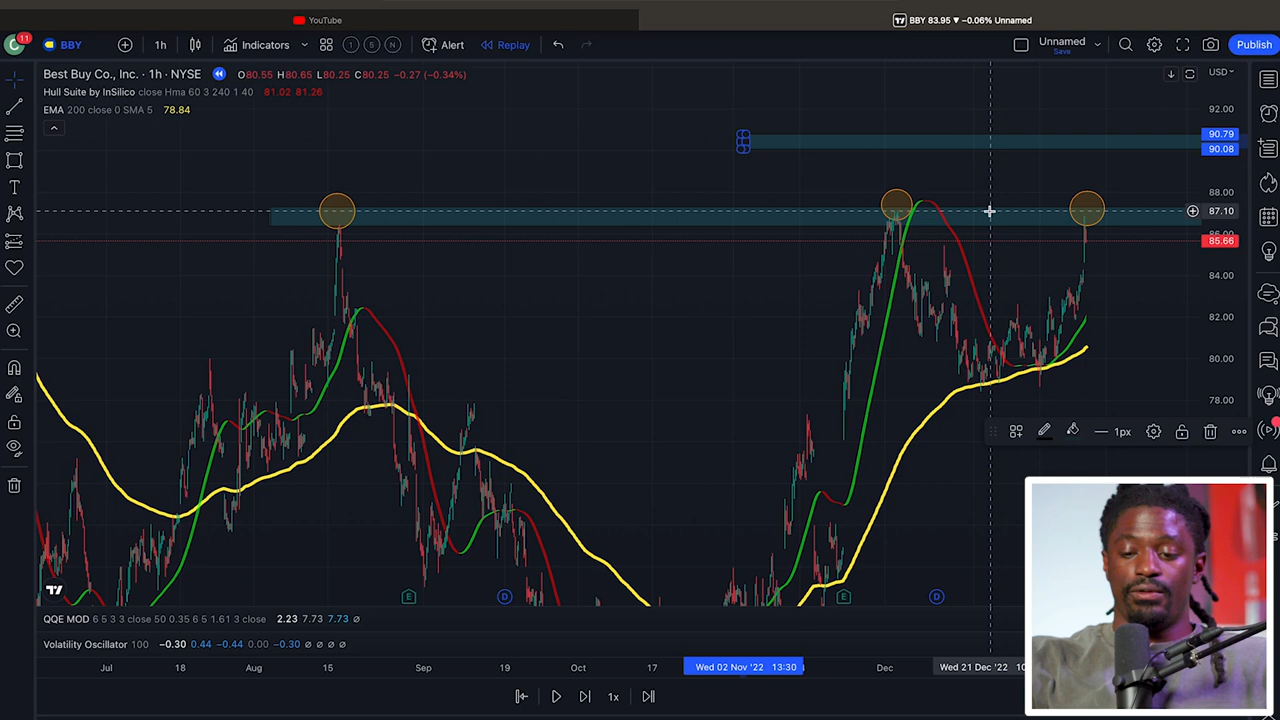 YouTube
BBY 83.95 ▼ −0.06% Unnamed
C 11 BBY 1h Indicators 1 5 N Alert Replay Unnamed Save Publish
Best Buy Co., Inc. · 1h · NYSE O80.55 H80.65 L80.25 C80.25 −0.27 (−0.34%) USD
Hull Suite by InSilico close Hma 60 3 240 1 40 81.02 81.26
EMA 200 close 0 SMA 5 78.84
92.00
90.79
90.08
88.00
87.10
86.00
85.66
84.00
82.00
80.00
78.00
1px
E D E D
QQE MOD 6 5 3 3 close 50 0.35 6 5 1.61 3 close 2.23 7.73 7.73 ∅
Volatility Oscillator 100 −0.30 0.44 −0.44 0.00 −0.30 ∅ ∅ ∅ ∅
Jul 18 Aug 15 Sep 19 Oct 17 Wed 02 Nov '22 13:30 Dec Wed 21 Dec '22
1x